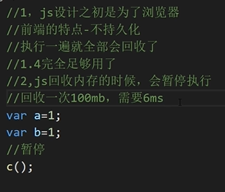 //1，js设计之初是为了浏览器
//前端的特点-不持久化
//执行一遍就全部会回收了
//1.4完全足够用了
//2,js回收内存的时候，会暂停执行
//回收一次100mb，需要6ms
var a=1;
var b=1;
//暂停
c();